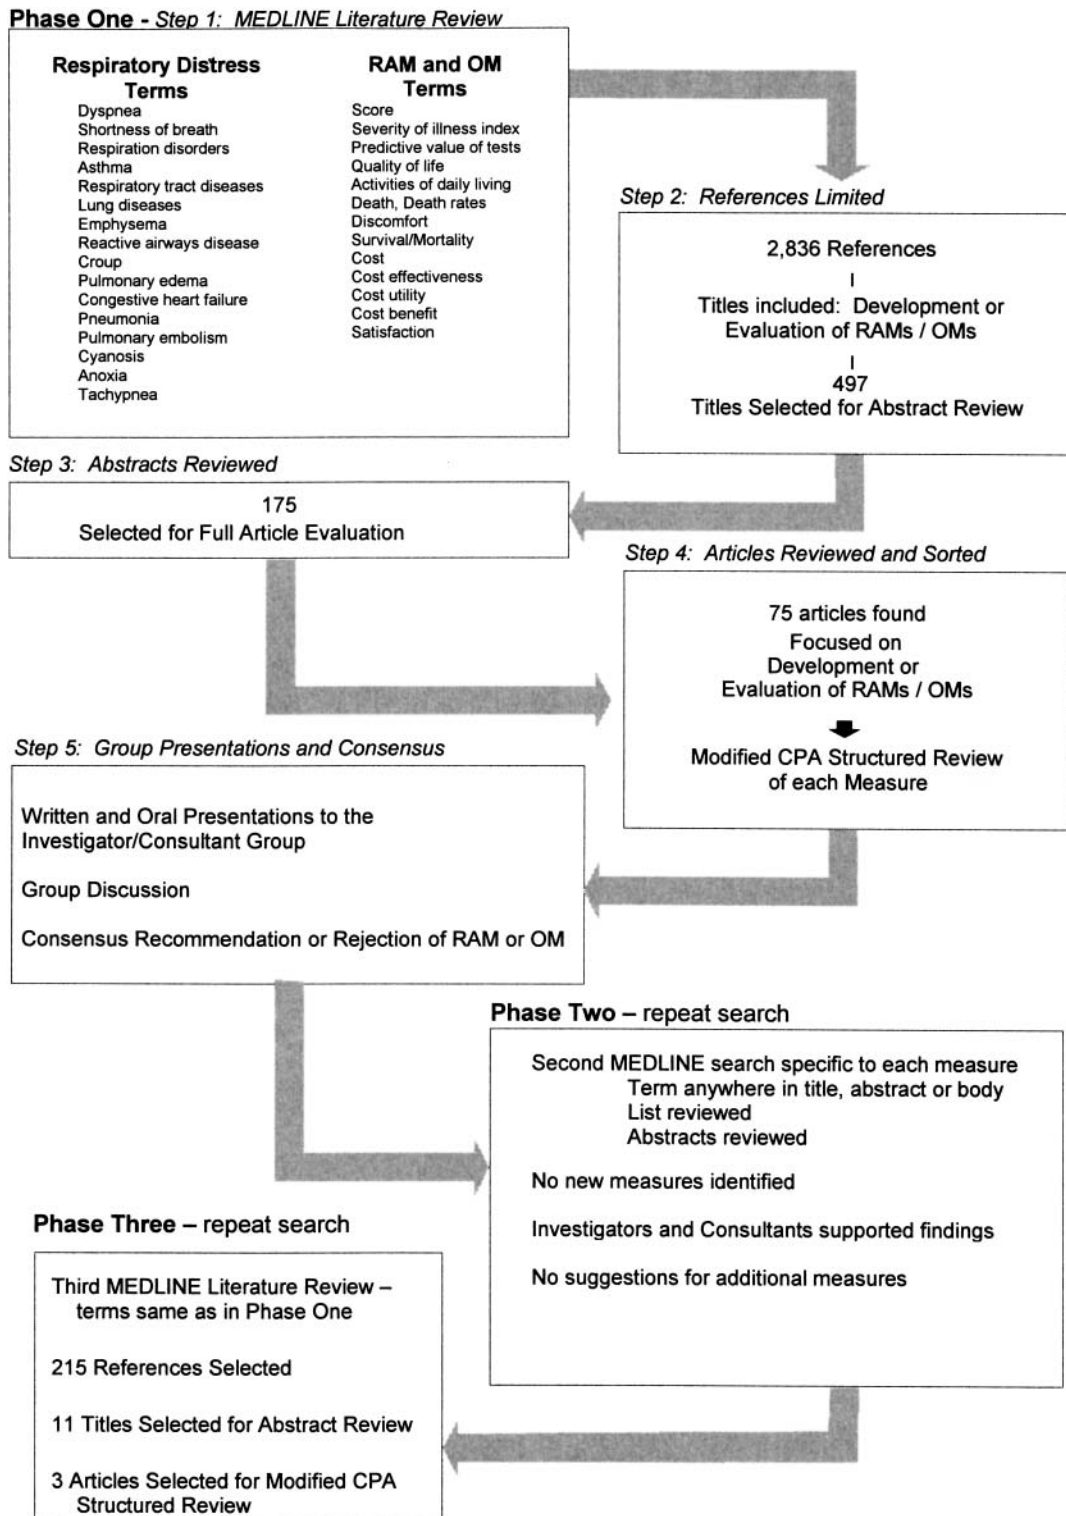 Phase One - Step 1: MEDLINE Literature Review
Respiratory Distress
Terms
Dyspnea
Shortness of breath
Respiration disorders
Asthma
Respiratory tract diseases
Lung diseases
Emphysema
Reactive airways disease
Croup
Pulmonary edema
Congestive heart failure
Pneumonia
Pulmonary embolism
Cyanosis
Anoxia
Tachypnea
RAM and OM
Terms
Score
Severity of illness index
Predictive value of tests
Quality of life
Activities of daily living
Death, Death rates
Discomfort
Survival/Mortality
Cost
Cost effectiveness
Cost utility
Cost benefit
Satisfaction
Step 2: References Limited
2,836 References
Titles included: Development or
Evaluation of RAMs / OMs
497
Titles Selected for Abstract Review
Step 3: Abstracts Reviewed
175
Selected for Full Article Evaluation
Step 4: Articles Reviewed and Sorted
75 articles found
Focused on
Development or
Evaluation of RAMs / OMs
Modified CPA Structured Review
of each Measure
Step 5: Group Presentations and Consensus
Written and Oral Presentations to the
Investigator/Consultant Group
Group Discussion
Consensus Recommendation or Rejection of RAM or OM
Phase Two – repeat search
Second MEDLINE search specific to each measure
Term anywhere in title, abstract or body
List reviewed
Abstracts reviewed
No new measures identified
Investigators and Consultants supported findings
No suggestions for additional measures
Phase Three – repeat search
Third MEDLINE Literature Review –
terms same as in Phase One
215 References Selected
11 Titles Selected for Abstract Review
3 Articles Selected for Modified CPA
Structured Review